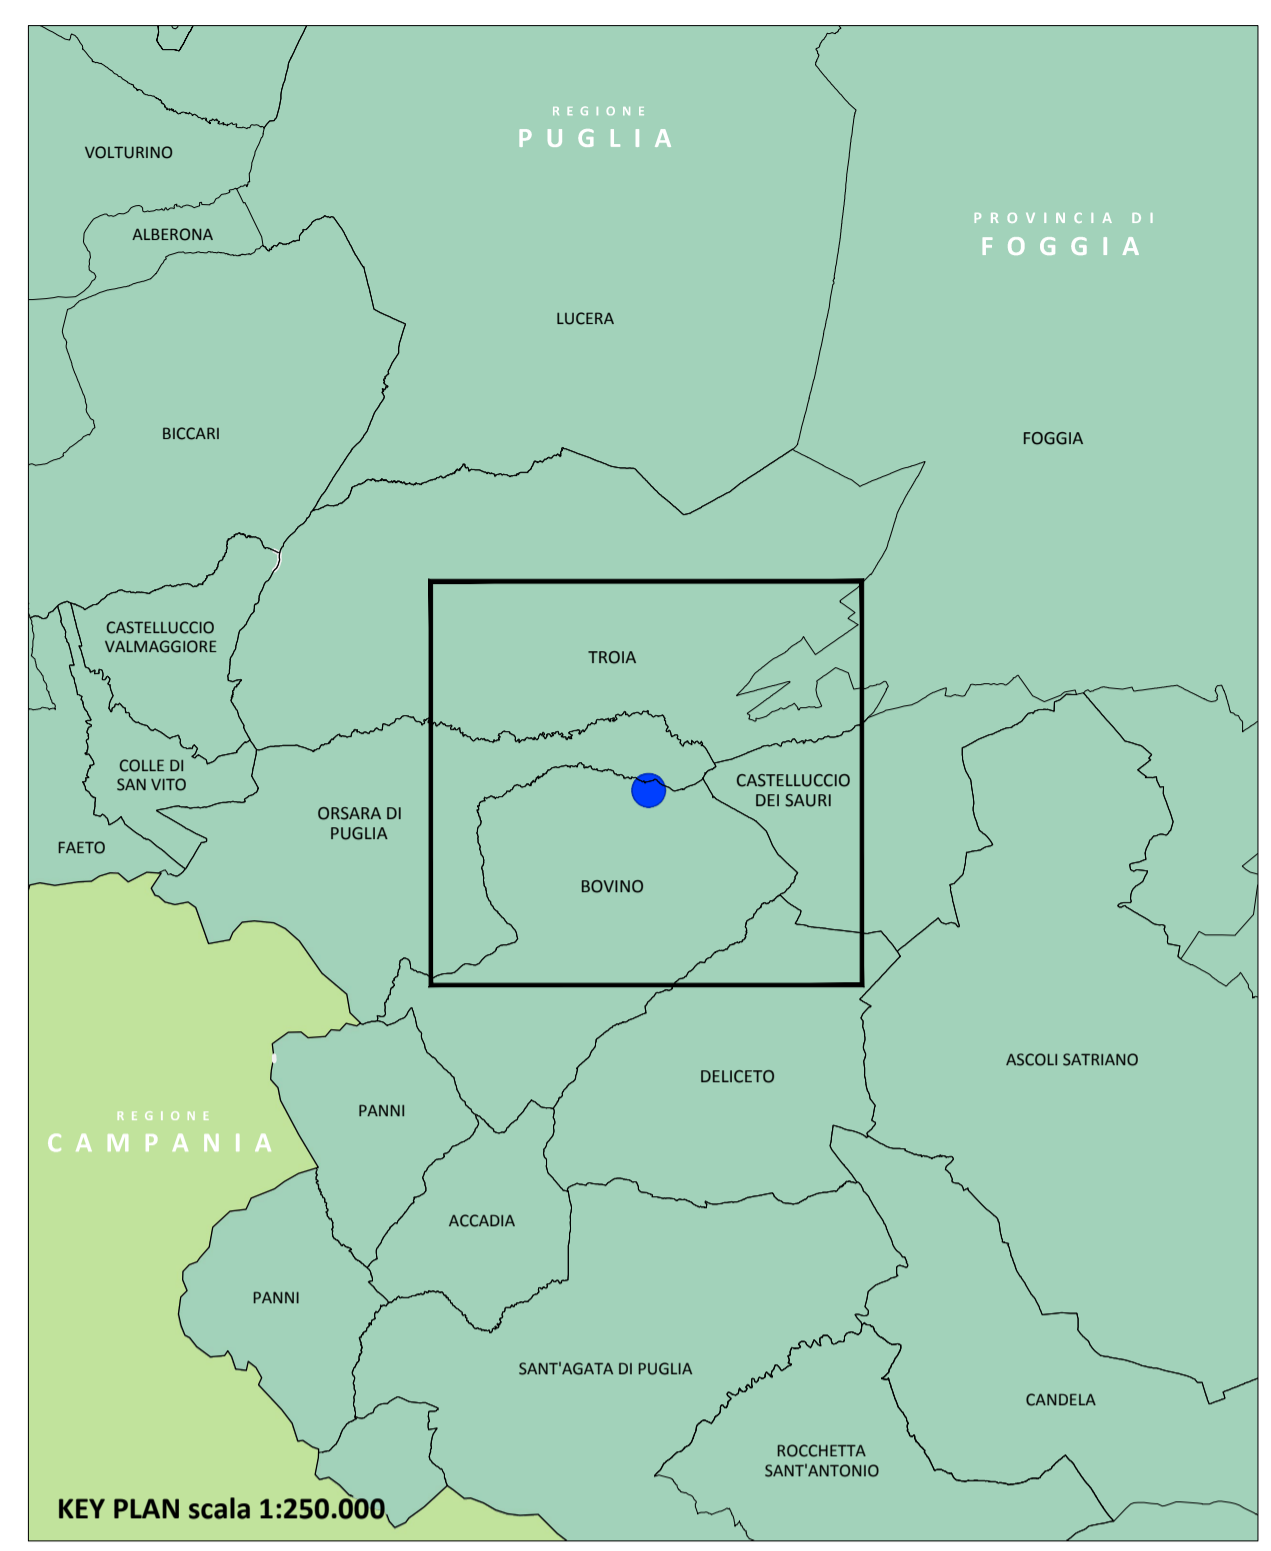 REGIONE
PUGLIA
VOLTURINO
PROVINCIA DI
FOGGIA
ALBERONA
LUCERA
BICCARI
FOGGIA
CASTELLUCCIO
VALMAGGIORE
TROIA
COLLE DI
SAN VITO
CASTELLUCCIO
DEI SAURI
ORSARA DI
PUGLIA
FAETO
BOVINO
ASCOLI SATRIANO
DELICETO
PANNI
REGIONE
CAMPANIA
ACCADIA
PANNI
SANT'AGATA DI PUGLIA
CANDELA
ROCCHETTA
SANT'ANTONIO
KEY PLAN scala 1:250.000